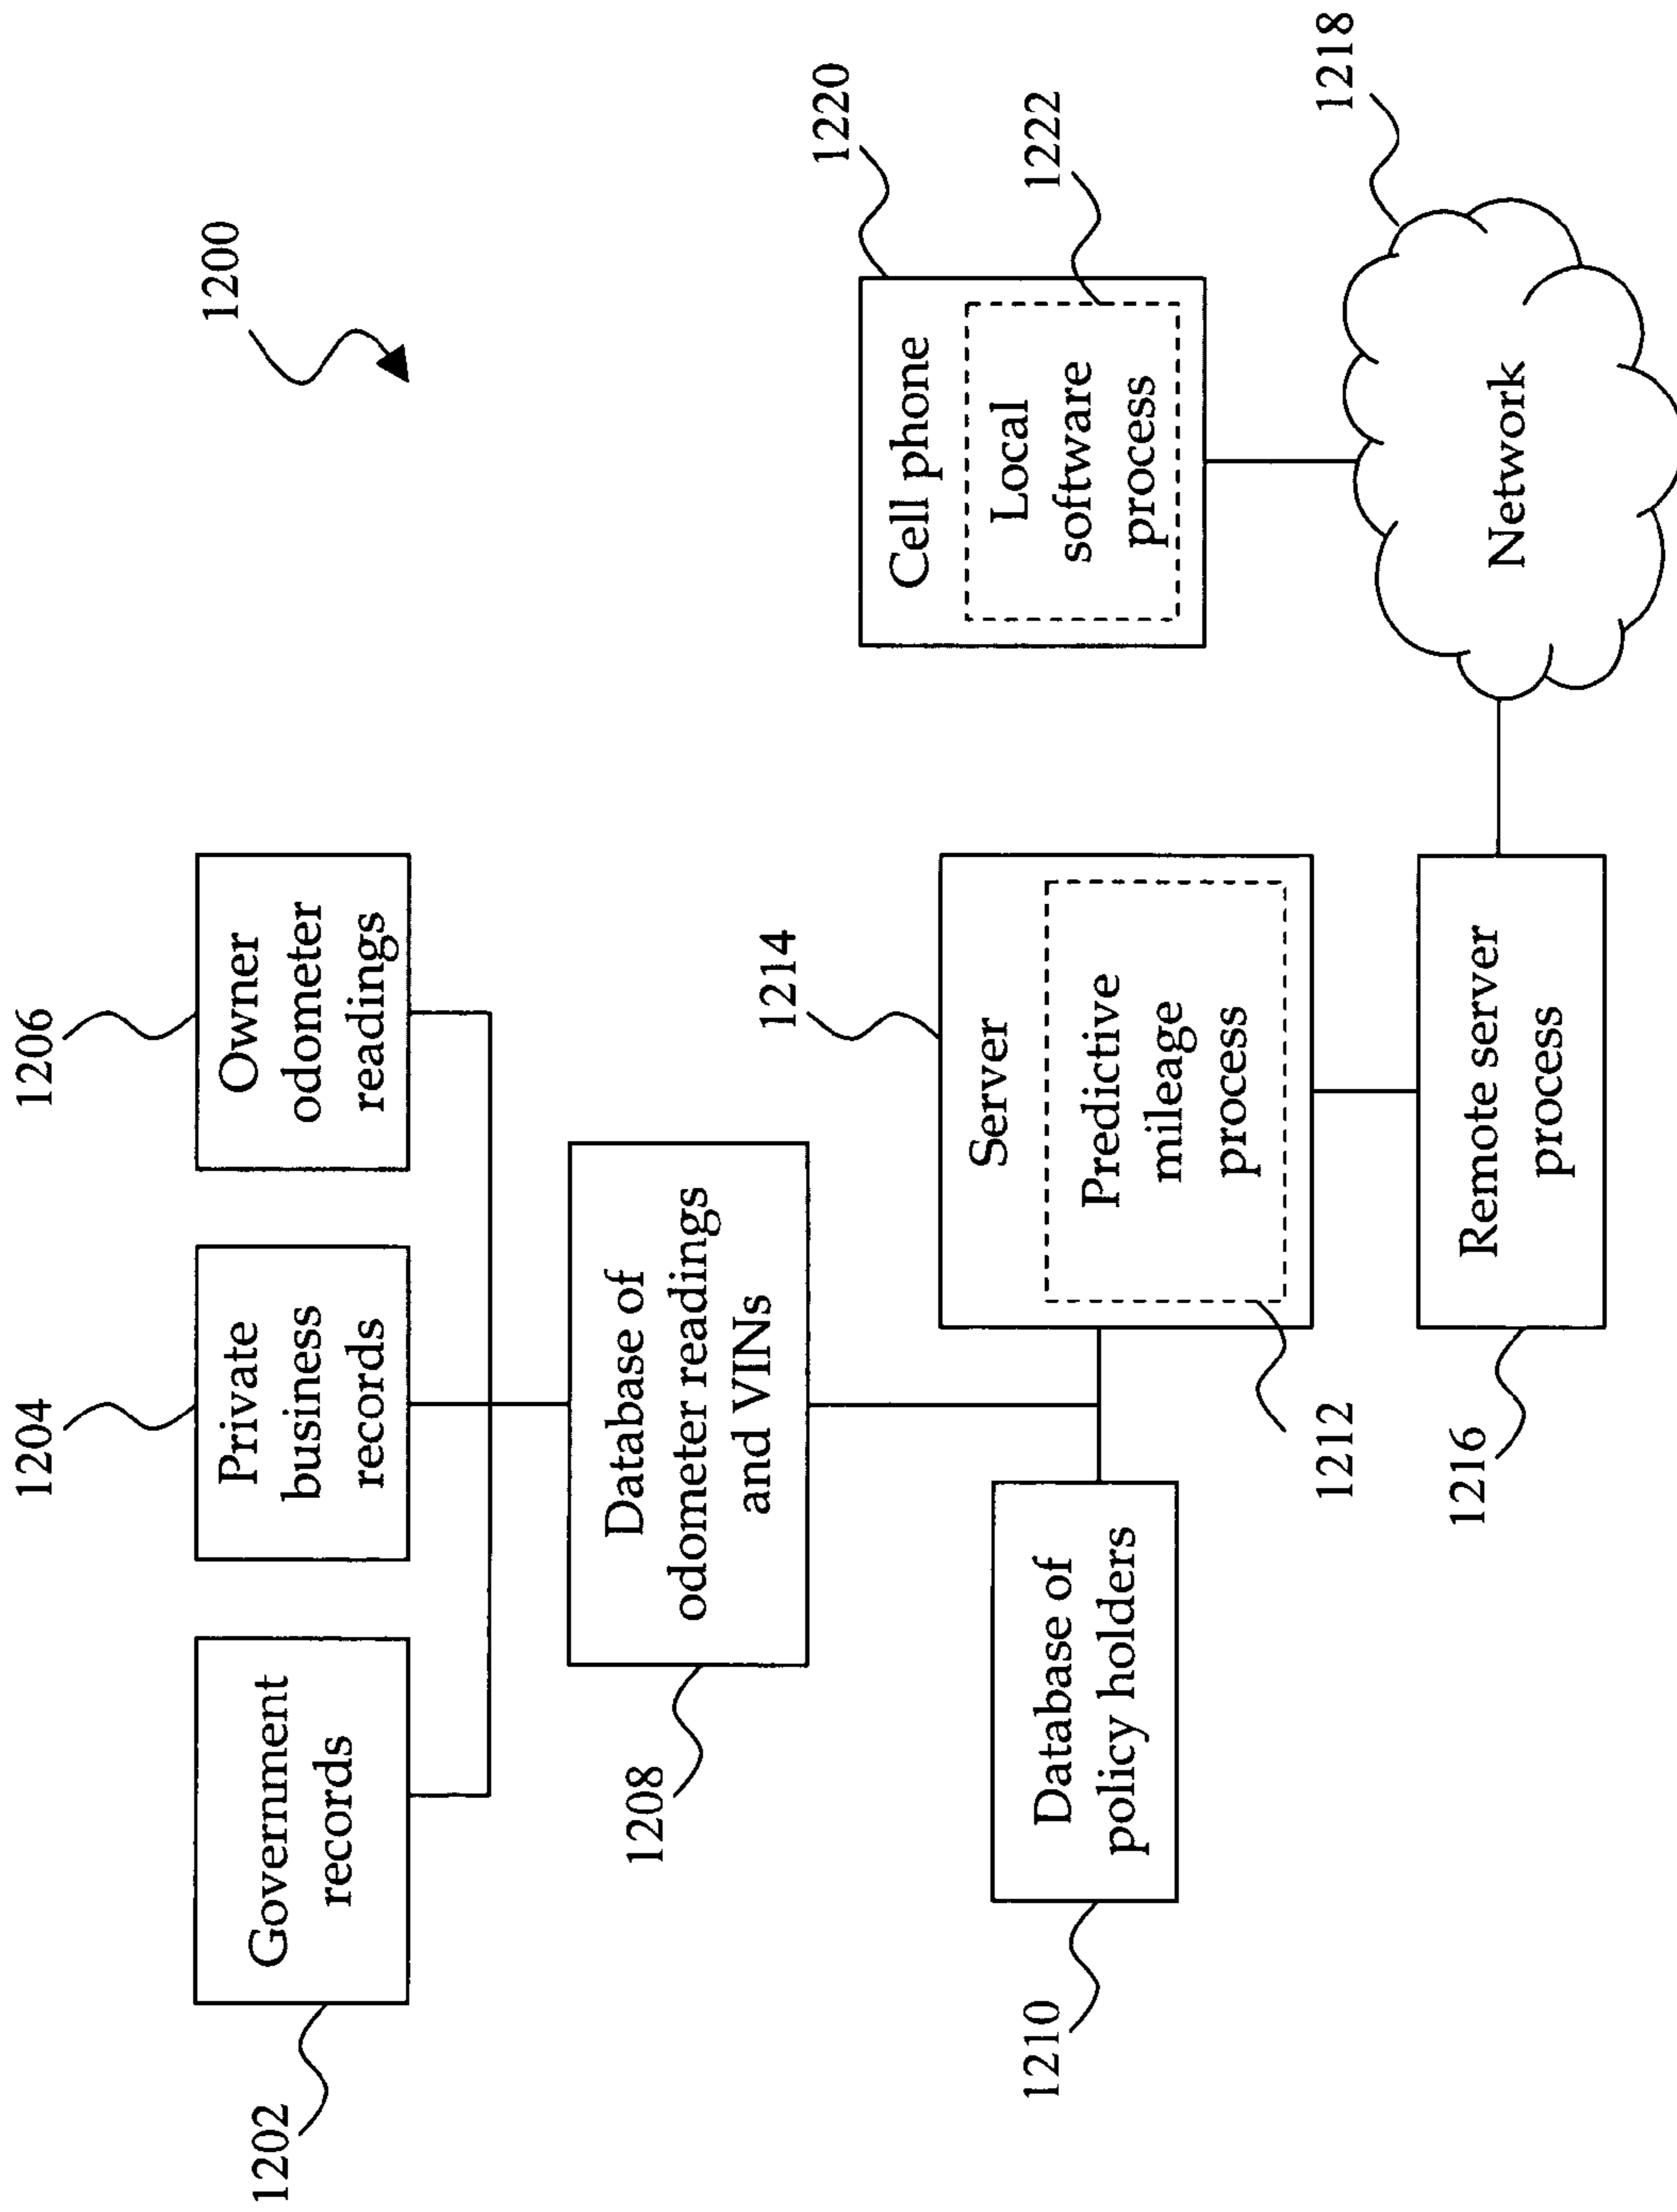 1200
1202
Government
records
1204
Private
business
records
1206
Owner
odometer
readings
1208
Database of
odometer readings
and VINs
1210
Database of
policy holders
1214
Server
Predictive
mileage
process
1212
1216
Remote server
process
1220
Cell phone
1222
Local
software
process
1218
Network